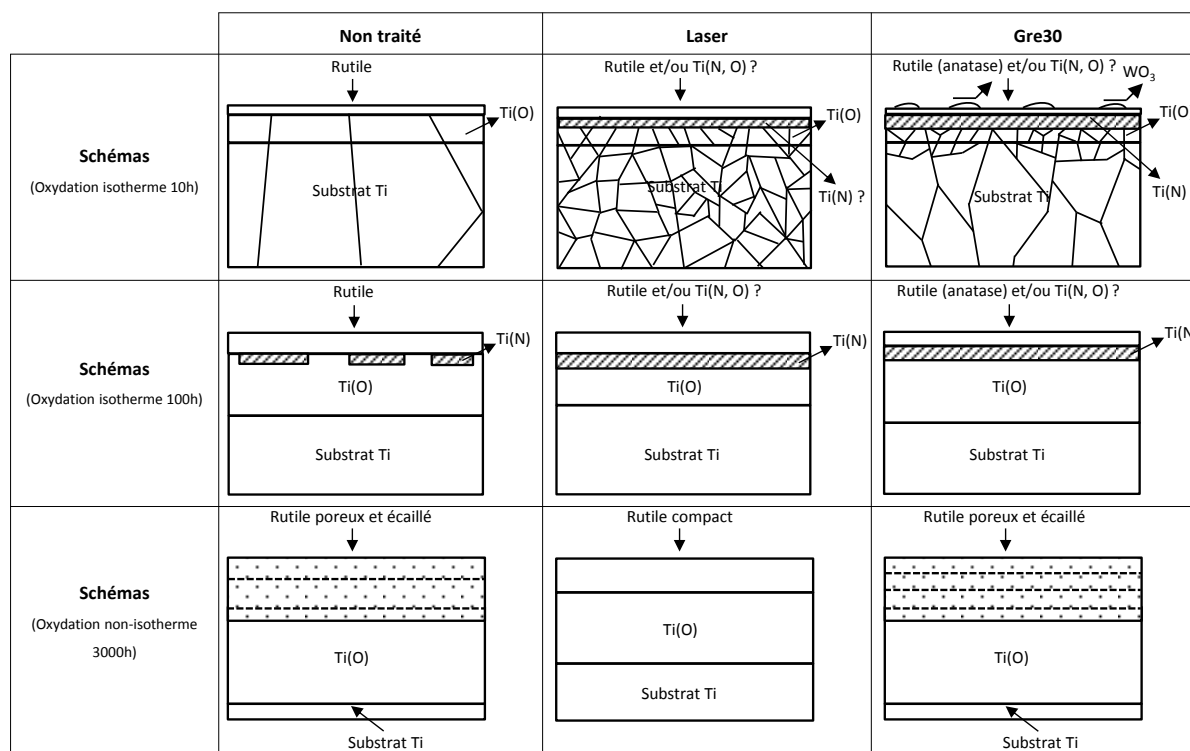 Non traité
Laser
Gre30
Schémas
(Oxydation isotherme 10h)
Rutile
Ti(O)
Substrat Ti
Rutile et/ou Ti(N, O) ?
Ti(O)
Substrat Ti
Ti(N) ?
Rutile (anatase) et/ou Ti(N, O) ?
WO3
Ti(O
Substrat Ti
Ti(N)
Schémas
(Oxydation isotherme 100h)
Rutile
Ti(N)
Ti(O)
Substrat Ti
Rutile et/ou Ti(N, O) ?
Ti(N)
Ti(O)
Substrat Ti
Rutile (anatase) et/ou Ti(N, O) ?
Ti(N
Ti(O)
Substrat Ti
Schémas
(Oxydation non-isotherme
3000h)
Rutile poreux et écaillé
Ti(O)
Substrat Ti
Rutile compact
Ti(O)
Substrat Ti
Rutile poreux et écaillé
Ti(O)
Substrat Ti